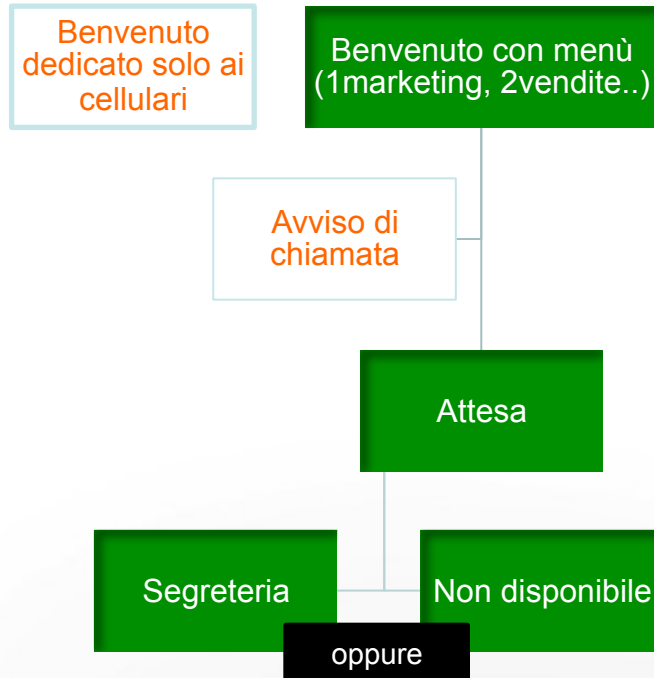 Benvenuto
dedicato solo ai
cellulari
Benvenuto con menù
(1marketing, 2vendite..)
Avviso di
chiamata
Attesa
Segreteria
Non disponibile
oppure